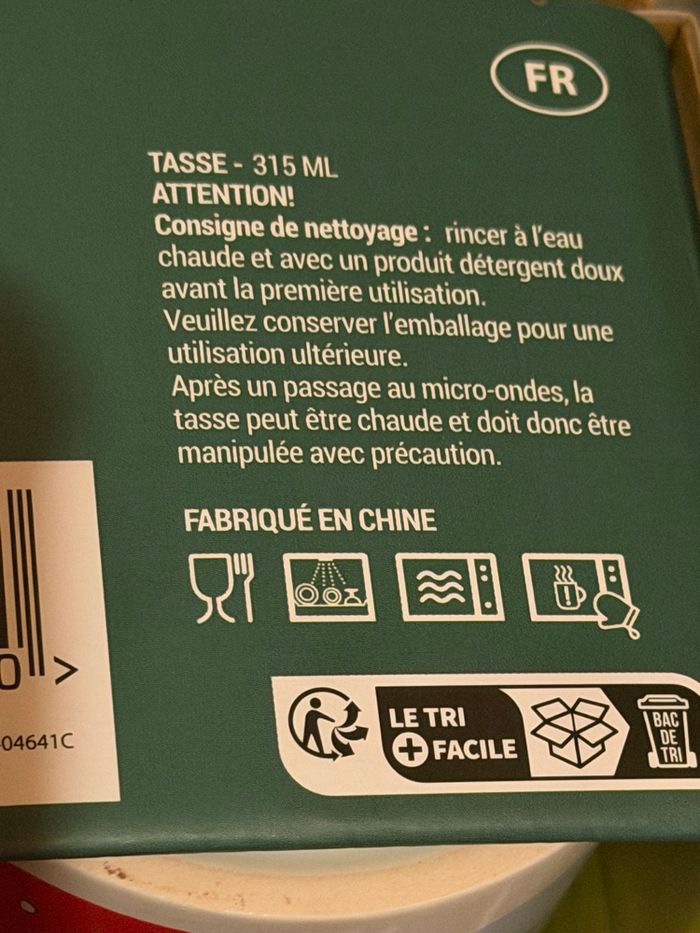 FR
TASSE - 315 ML
ATTENTION!
Consigne de nettoyage : rincer à l'eau
chaude et avec un produit détergent doux
avant la première utilisation.
Veuillez conserver l'emballage pour une
utilisation ultérieure.
Après un passage au micro-ondes, la
tasse peut être chaude et doit donc être
manipulée avec précaution.
FABRIQUÉ EN CHINE
0 >
04641C
LE TRI
+ FACILE
BAC
DE
TRI